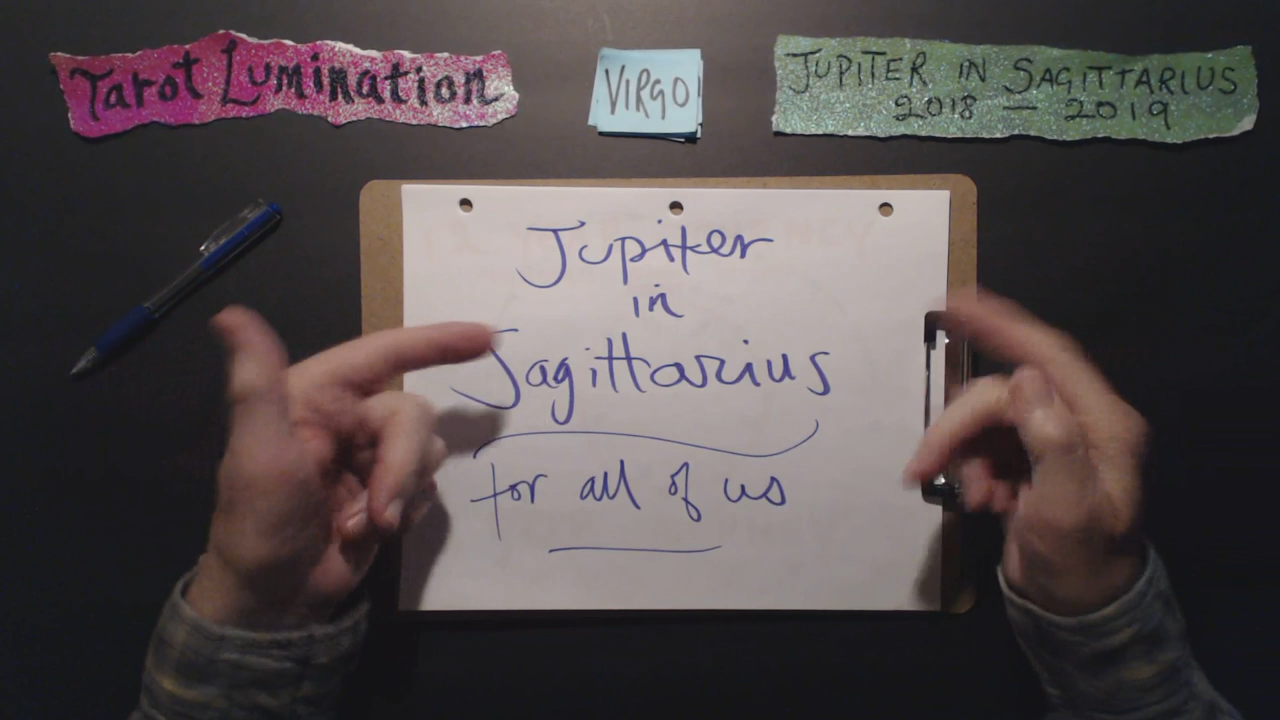 Tarot Lumination
VIRGO
JUPITER IN SAGITTARIUS
2018 — 2019
Jupiter
in
Sagittarius
for all of us